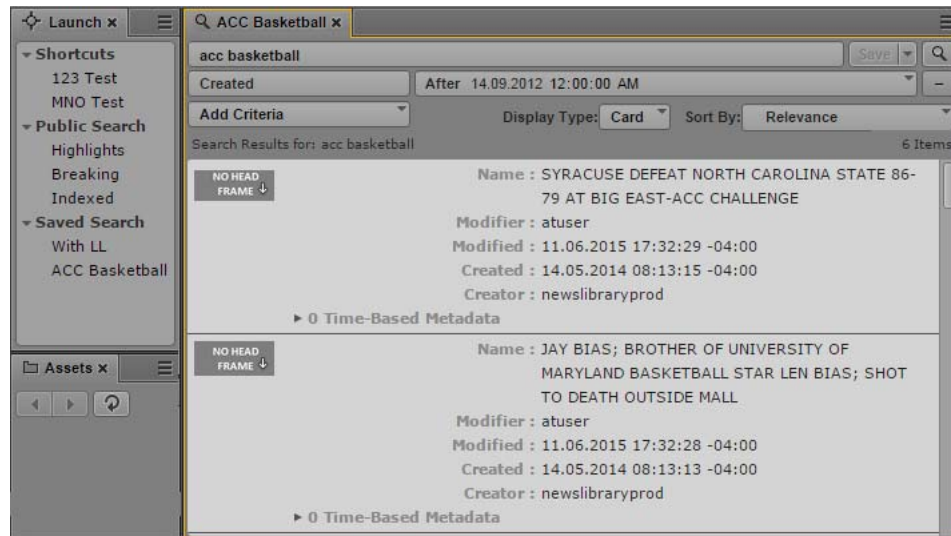 Launch x
Shortcuts
123 Test
MNO Test
Public Search
Highlights
Breaking
Indexed
Saved Search
With LL
ACC Basketball
Assets x
ACC Basketball x
acc basketball
Save
Created
After 14.09.2012 12:00:00 AM
Add Criteria
Display Type: Card
Sort By: Relevance
Search Results for: acc basketball
6 Items
NO HEAD
FRAME
Name : SYRACUSE DEFEAT NORTH CAROLINA STATE 86-
79 AT BIG EAST-ACC CHALLENGE
Modifier : atuser
Modified : 11.06.2015 17:32:29 -04:00
Created : 14.05.2014 08:13:15 -04:00
Creator : newslibraryprod
0 Time-Based Metadata
NO HEAD
FRAME
Name : JAY BIAS; BROTHER OF UNIVERSITY OF
MARYLAND BASKETBALL STAR LEN BIAS; SHOT
TO DEATH OUTSIDE MALL
Modifier : atuser
Modified : 11.06.2015 17:32:28 -04:00
Created : 14.05.2014 08:13:13 -04:00
Creator : newslibraryprod
0 Time-Based Metadata